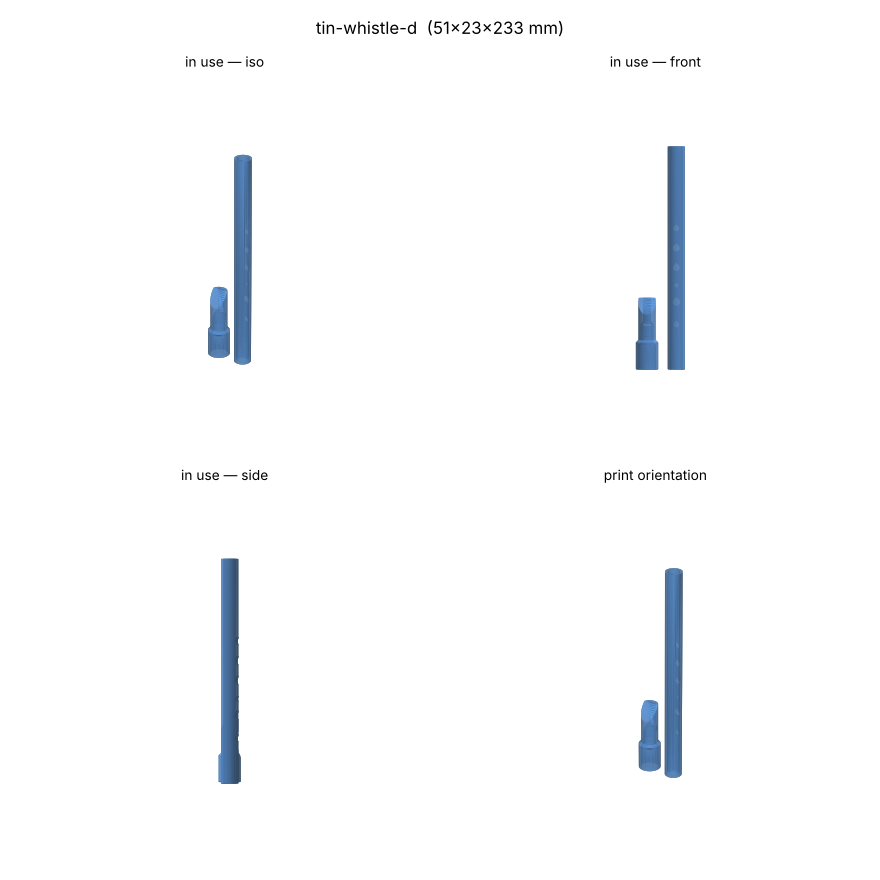 tin-whistle-d (51×23×233 mm)
in use — iso
in use — front
in use — side
print orientation